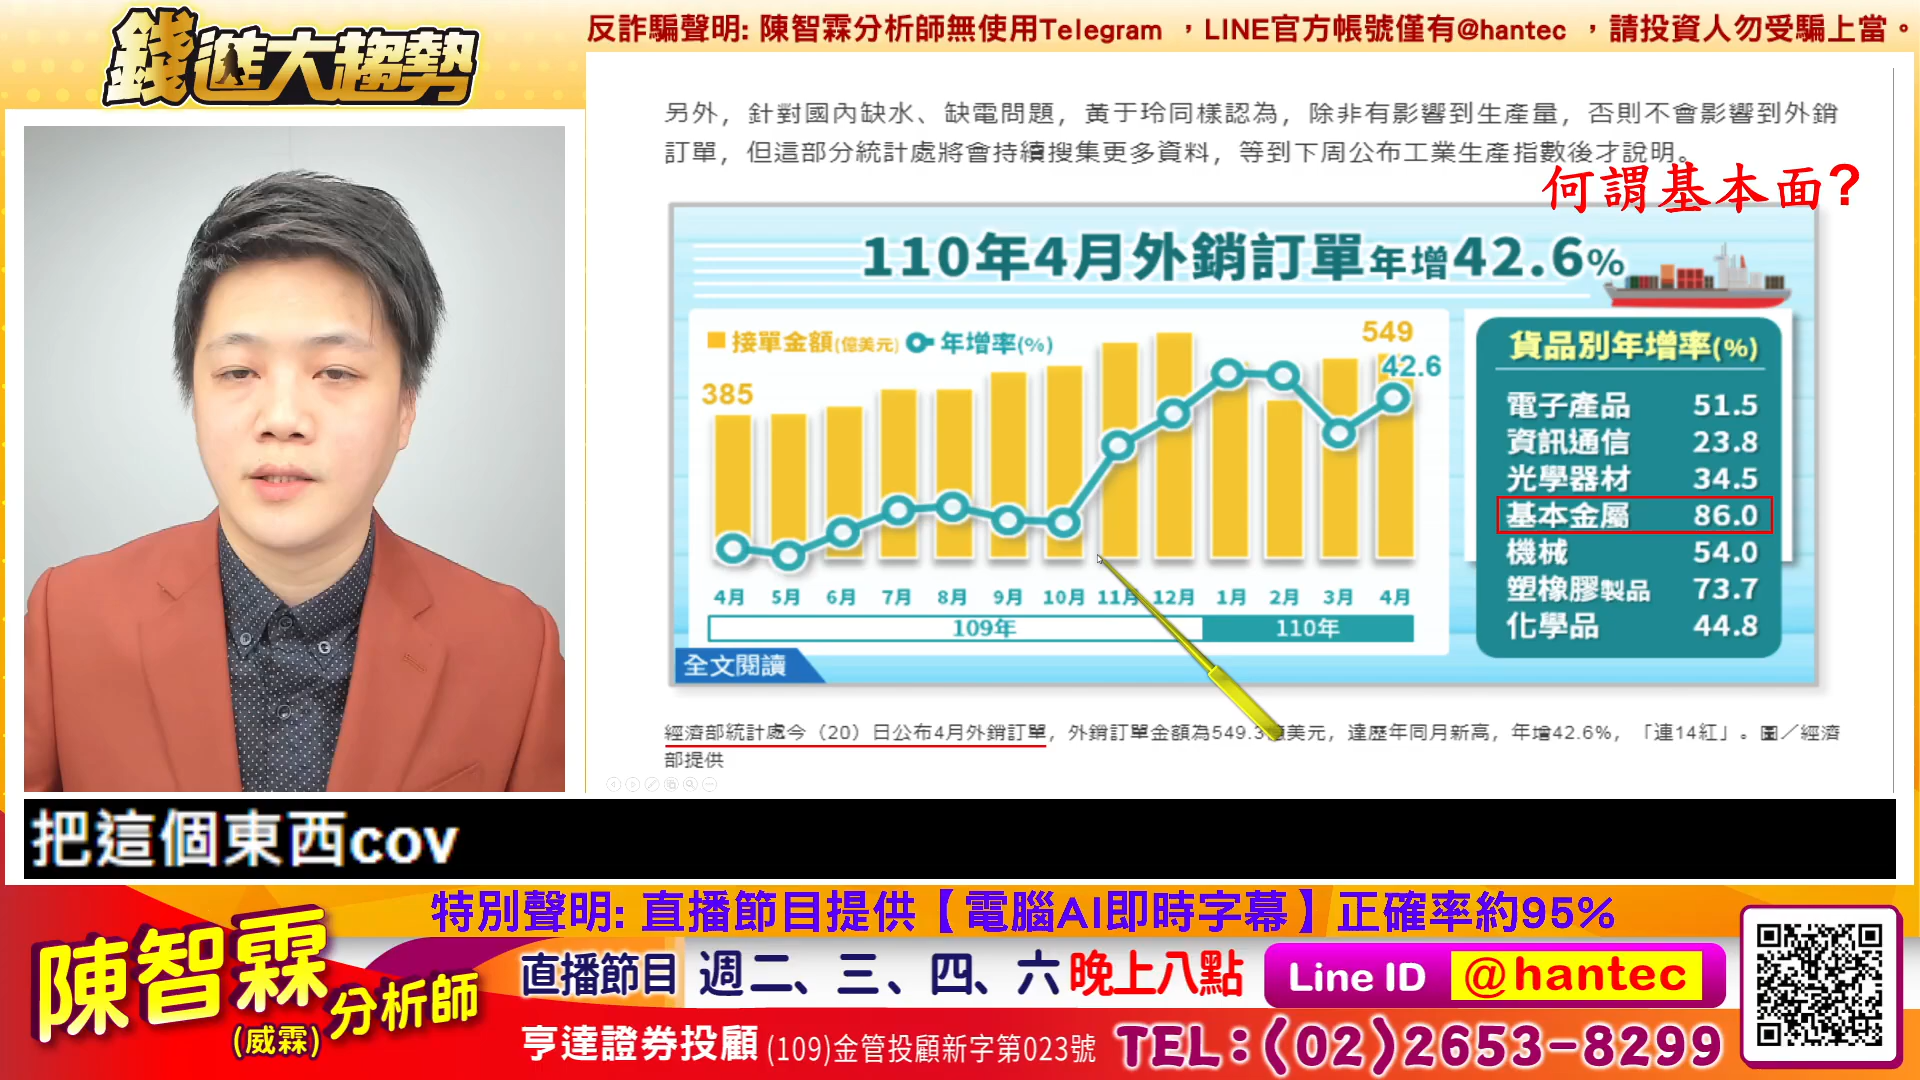 錢進大趨勢
反詐騙聲明: 陳智霖分析師無使用Telegram ，LINE官方帳號僅有@hantec ，請投資人勿受騙上當。
另外，針對國內缺水、缺電問題，黃于玲同樣認為，除非有影響到生產量，否則不會影響到外銷
訂單，但這部分統計處將會持續搜集更多資料，等到下周公布工業生產指數後才說明。
何謂基本面?
110年4月外銷訂單年增42.6%
接單金額(億美元) 年增率(%)
385
549
42.6
4月 5月 6月 7月 8月 9月 10月 11月 12月 1月 2月 3月 4月
109年 110年
全文閱讀
貨品別年增率(%)
電子產品 51.5
資訊通信 23.8
光學器材 34.5
基本金屬 86.0
機械 54.0
塑橡膠製品 73.7
化學品 44.8
經濟部統計處今（20）日公布4月外銷訂單，外銷訂單金額為549.3億美元，達歷年同月新高，年增42.6%，「連14紅」。圖／經濟
部提供
把這個東西cov
特別聲明: 直播節目提供【電腦AI即時字幕】正確率約95%
陳智霖分析師
(威霖)
直播節目 週二、三、四、六 晚上八點
Line ID @hantec
亨達證券投顧 (109)金管投顧新字第023號 TEL:(02)2653-8299